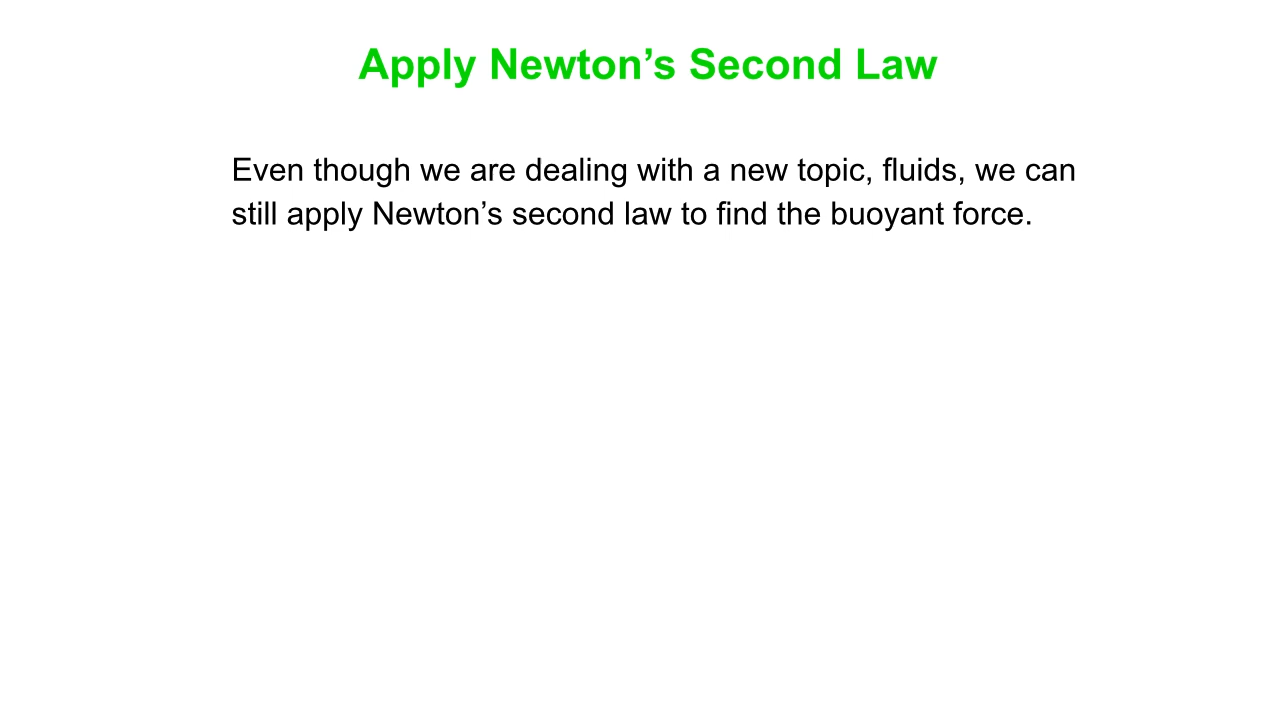 Apply Newton’s Second Law
Even though we are dealing with a new topic, fluids, we can
still apply Newton’s second law to find the buoyant force.